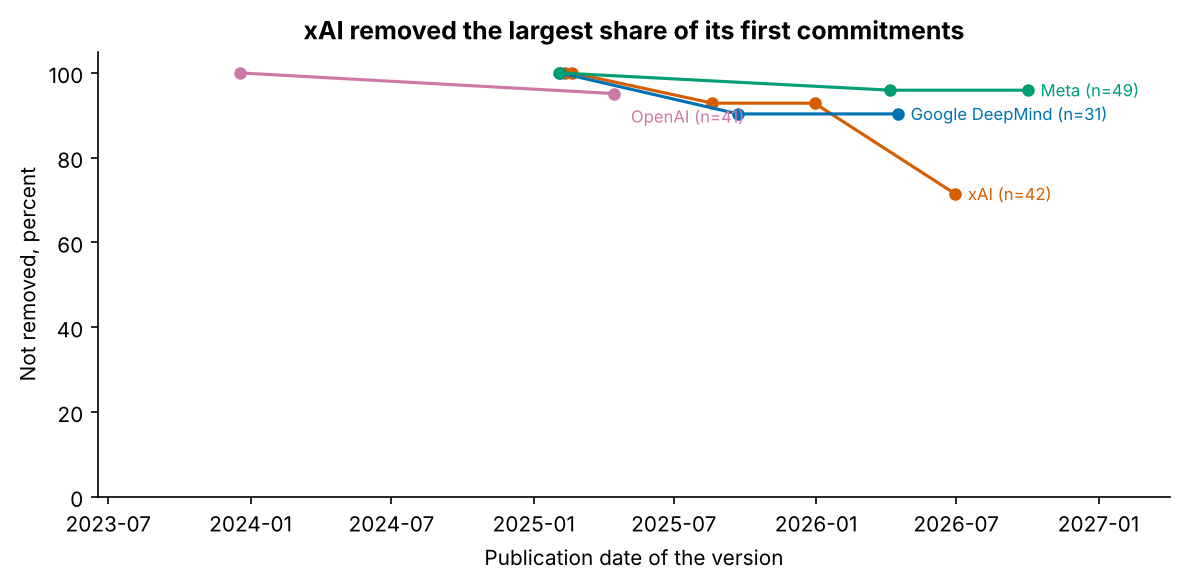 xAI removed the largest share of its first commitments
Not removed, percent
100
80
60
40
20
0
Meta (n=49)
OpenAI (n=41)
Google DeepMind (n=31)
xAI (n=42)
2023-07
2024-01
2024-07
2025-01
2025-07
2026-01
2026-07
2027-01
Publication date of the version